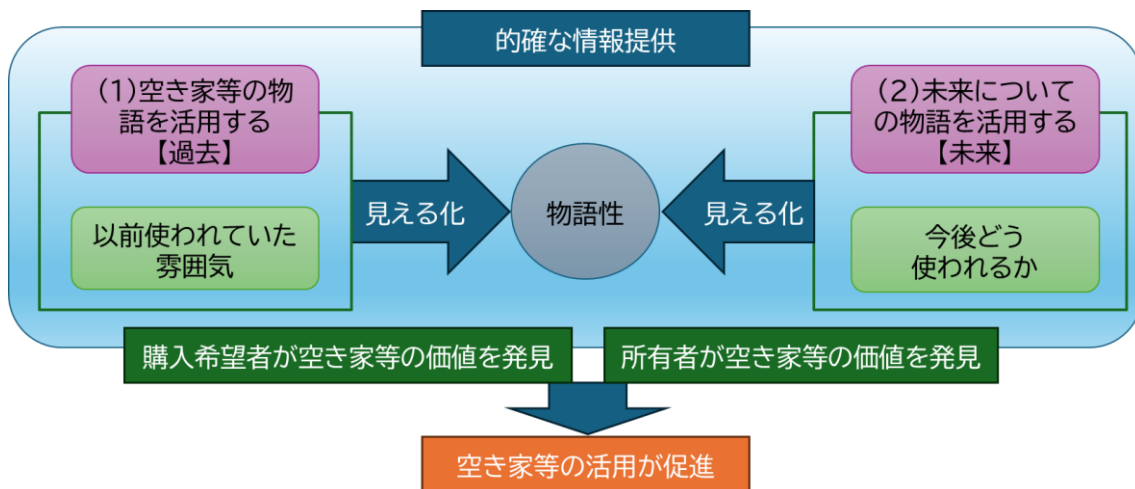 的確な情報提供
(1)空き家等の物
語を活用する
【過去】
以前使われていた
雰囲気
見える化
物語性
見える化
(2)未来について
の物語を活用する
【未来】
今後どう
使われるか
購入希望者が空き家等の価値を発見
所有者が空き家等の価値を発見
空き家等の活用が促進